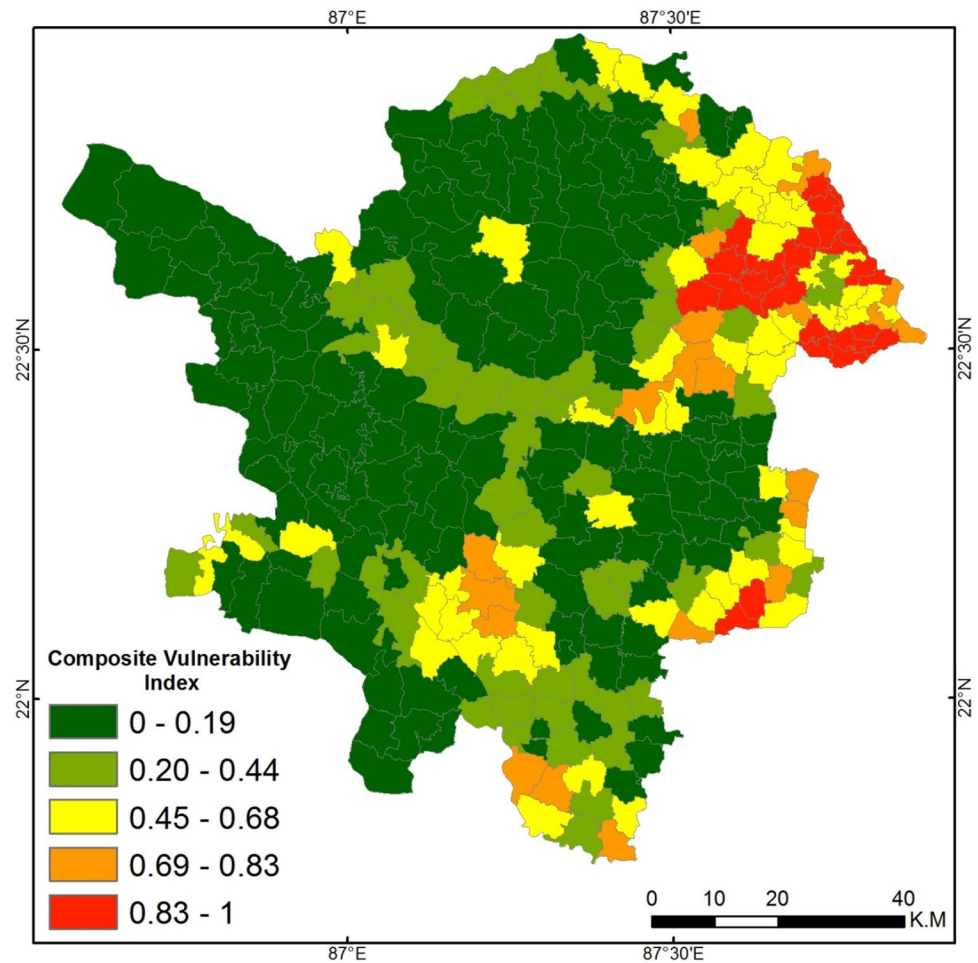 87°E 87°30'E
22°30'N 22°30'N
22°N 22°N
Composite Vulnerability
Index
0 - 0.19
0.20 - 0.44
0.45 - 0.68
0.69 - 0.83
0.83 - 1
0 10 20 40
K.M
87°E 87°30'E